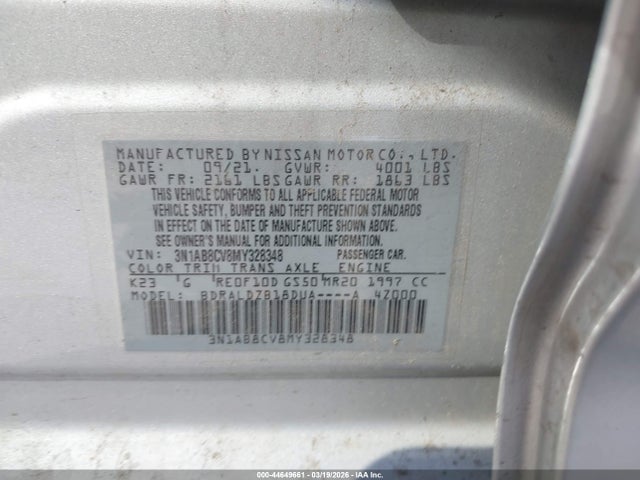 MANUFACTURED BY NISSAN MOTOR CO., LTD.
DATE: 09/21. GVWR: 4001 LBS
GAWR FR: 2161 LBS GAWR RR: 1863 LBS
THIS VEHICLE CONFORMS TO ALL APPLICABLE FEDERAL MOTOR
VEHICLE SAFETY, BUMPER AND THEFT PREVENTION STANDARDS
IN EFFECT ON THE DATE OF MANUFACTURE SHOWN ABOVE.
SEE OWNER'S MANUAL FOR ADDITIONAL INFORMATION.
VIN: 3N1AB8CV8MY328348 PASSENGER CAR.
COLOR TRIM TRANS AXLE ENGINE
K23 G RE0F10D GS50 MR20 1997 CC
MODEL: BDRALDZB18DUA----A 4Z000
3N1AB8CV8MY328348
000-44649661 - 03/19/2026 - IAAI.COM